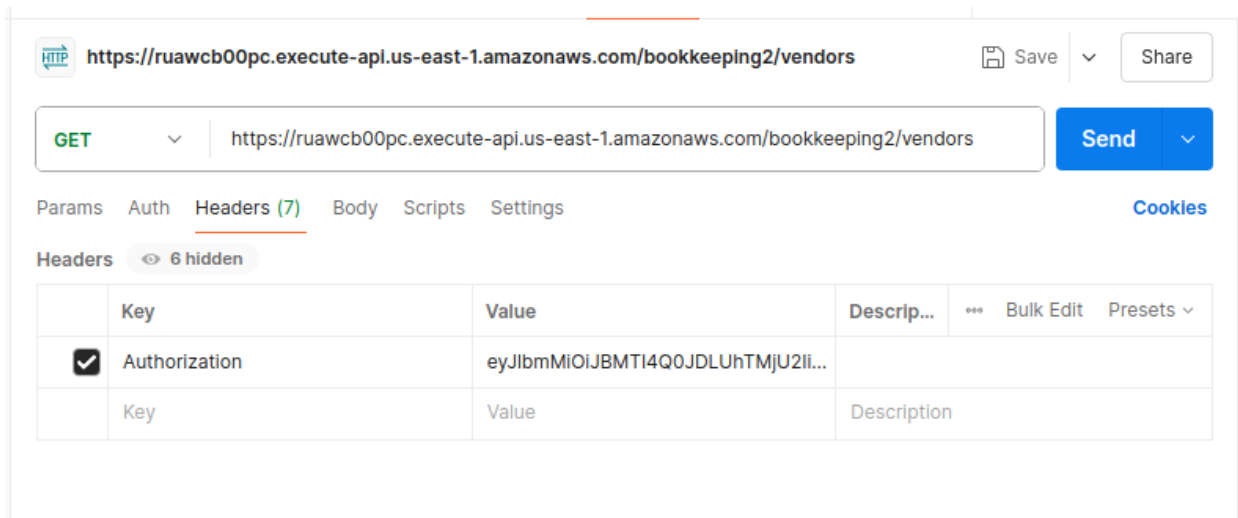 HTTP https://ruawcb00pc.execute-api.us-east-1.amazonaws.com/bookkeeping2/vendors Save Share
GET https://ruawcb00pc.execute-api.us-east-1.amazonaws.com/bookkeeping2/vendors Send
Params Auth Headers (7) Body Scripts Settings Cookies
Headers 6 hidden
Key Value Descrip... ••• Bulk Edit Presets
Authorization eyJlbmMiOiJBMTI4Q0JDLUhTMjU2Ii...
Key Value Description